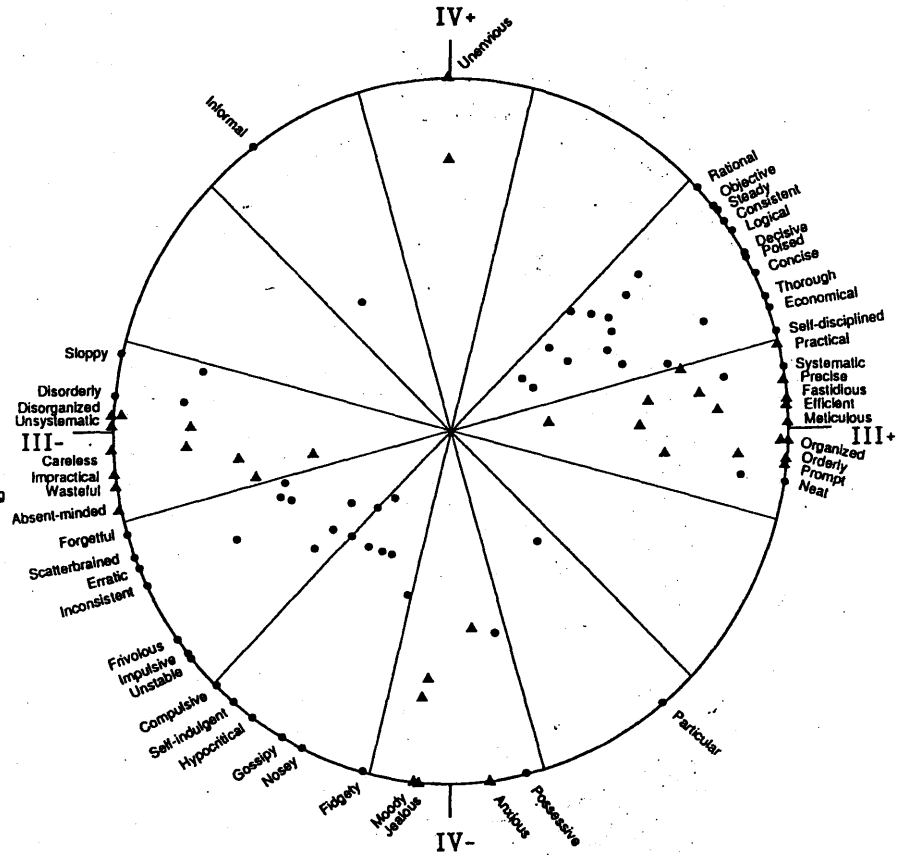 IV+
Unenvious
Informal
Rational
Objective
Steady
Consistent
Logical
Decisive
Poised
Concise
Thorough
Economical
Self-disciplined
Practical
Systematic
Precise
Fastidious
Efficient
Meticulous
III+
Organized
Orderly
Prompt
Neat
Sloppy
Disorderly
Disorganized
Unsystematic
III-
Careless
Impractical
Wasteful
g
Absent-minded
Forgetful
Scatterbrained
Erratic
Inconsistent
Frivolous
Impulsive
Unstable
Compulsive
Self-indulgent
Hypocritical
Gossipy
Nosey
Fidgety
Moody
Jealous
Anxious
Possessive
Particular
IV-